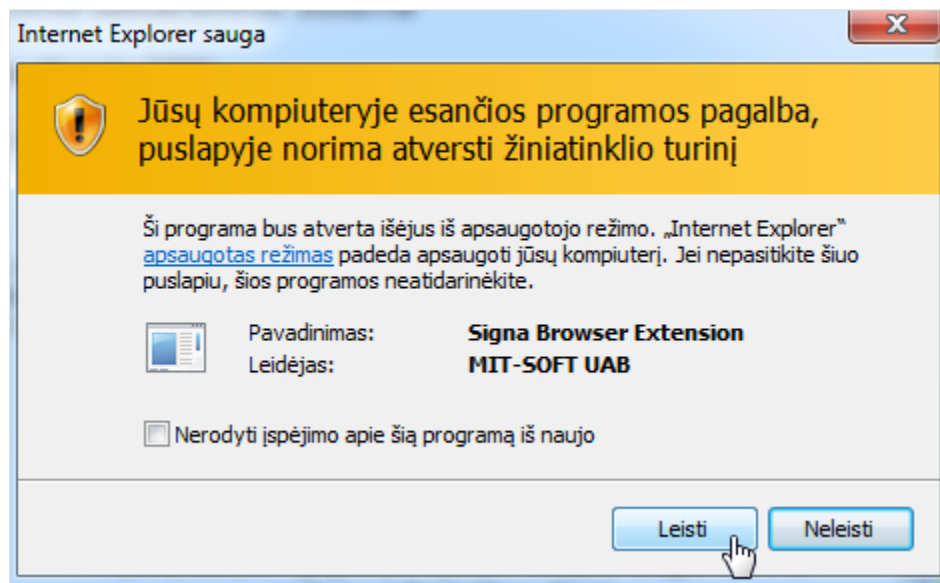 Internet Explorer sauga
Jūsų kompiuteryje esančios programos pagalba,
puslapyje norima atversti žiniatinklio turinį
Ši programa bus atverta išėjus iš apsaugotojo režimo. „Internet Explorer“
apsaugotas režimas padeda apsaugoti jūsų kompiuterį. Jei nepasitikite šiuo
puslapiu, šios programos neatidarinėkite.
Pavadinimas: Signa Browser Extension
Leidėjas: MIT-SOFT UAB
Nerodyti įspėjimo apie šią programą iš naujo
Leisti Neleisti